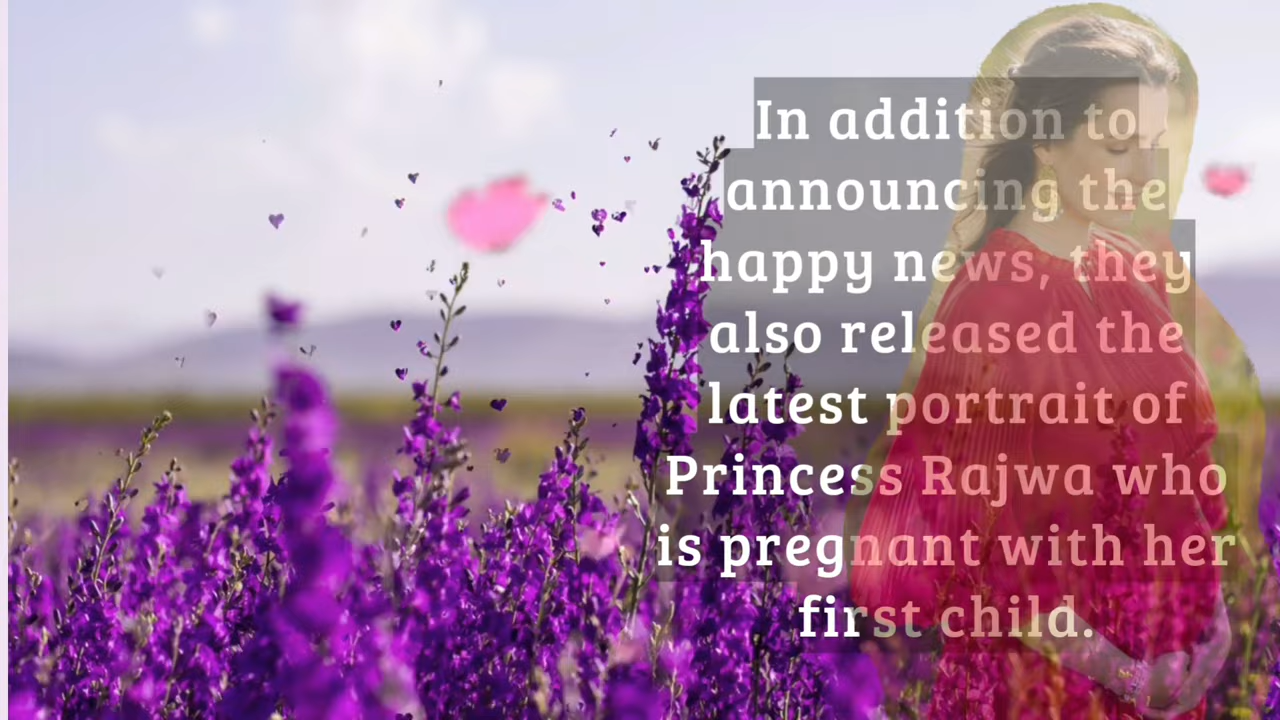 In addition to
announcing the
happy news, they
also released the
latest portrait of
Princess Rajwa who
is pregnant with her
first child.